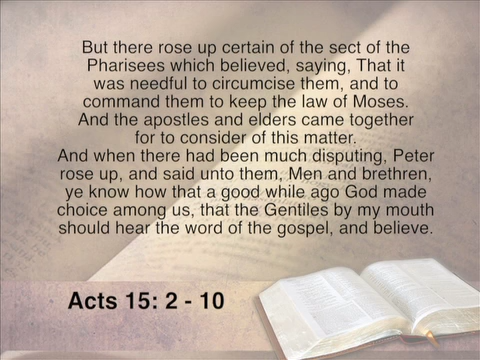 But there rose up certain of the sect of the
Pharisees which believed, saying, That it
was needful to circumcise them, and to
command them to keep the law of Moses.
And the apostles and elders came together
for to consider of this matter.
And when there had been much disputing, Peter
rose up, and said unto them, Men and brethren,
ye know how that a good while ago God made
choice among us, that the Gentiles by my mouth
should hear the word of the gospel, and believe.
Acts 15: 2 - 10